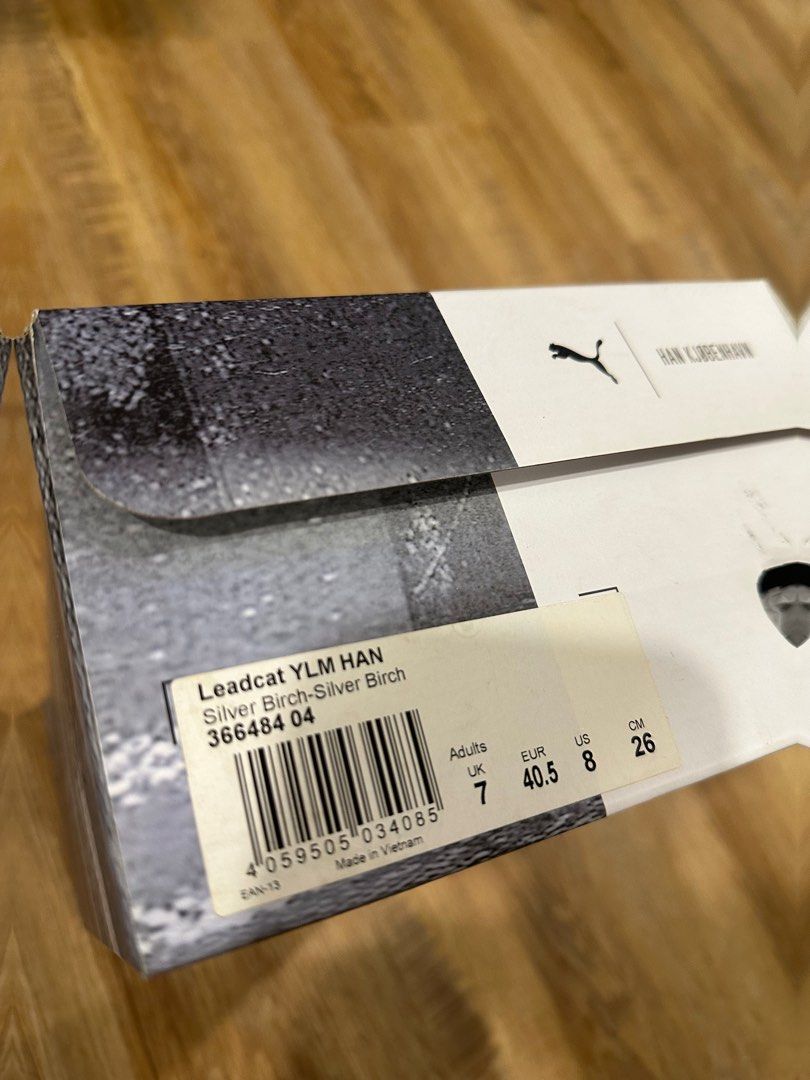 HAN KJØBENHAVN
Leadcat YLM HAN
Silver Birch-Silver Birch
366484 04
Adults
UK EUR US CM
7 40.5 8 26
4 059505 034085
EAN-13 Made in Vietnam